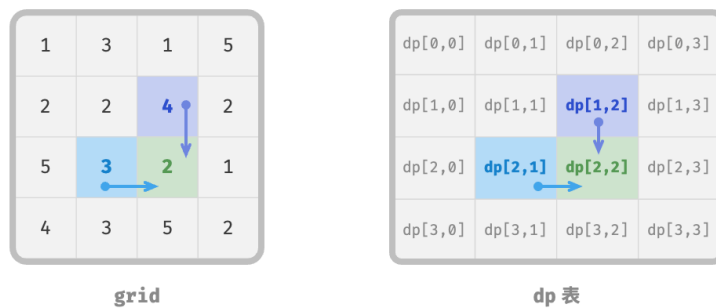 1 3 1 5
2 2 4 2
5 3 2 1
4 3 5 2
grid
dp[0,0] dp[0,1] dp[0,2] dp[0,3]
dp[1,0] dp[1,1] dp[1,2] dp[1,3]
dp[2,0] dp[2,1] dp[2,2] dp[2,3]
dp[3,0] dp[3,1] dp[3,2] dp[3,3]
dp 表